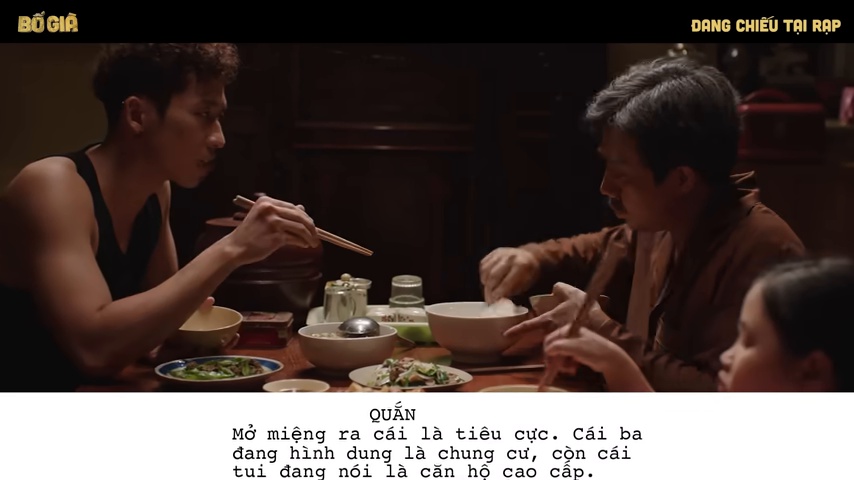 BỐ GIÀ
ĐANG CHIẾU TẠI RẠP
QUẮN
Mở miệng ra cái là tiêu cực. Cái ba
đang hình dung là chung cư, còn cái
tui đang nói là căn hộ cao cấp.